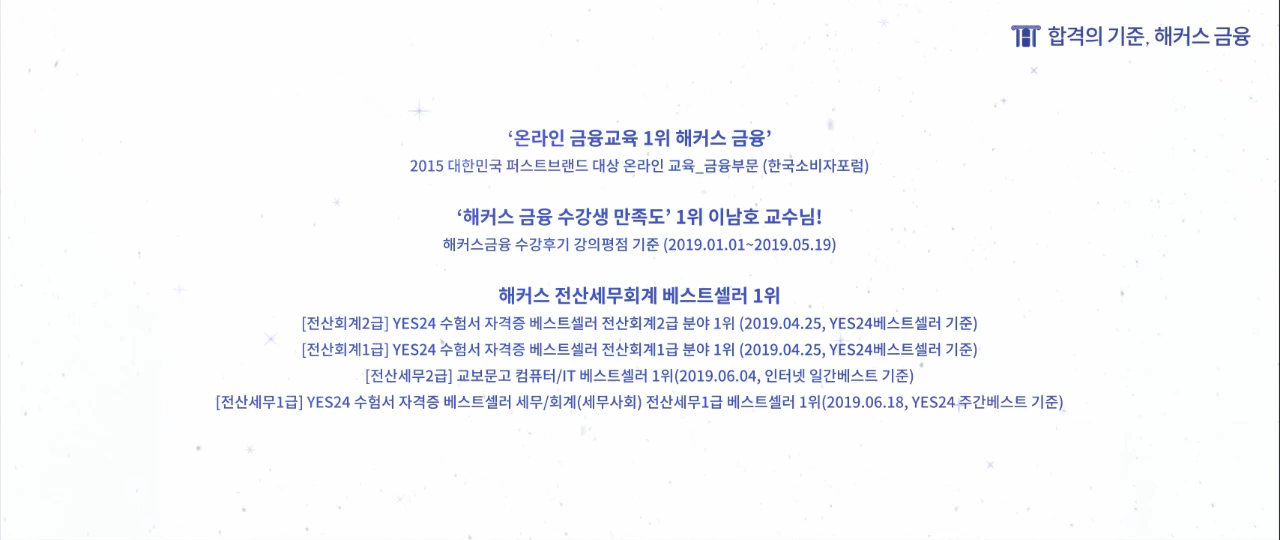 합격의 기준, 해커스 금융
‘온라인 금융교육 1위 해커스 금융’
2015 대한민국 퍼스트브랜드 대상 온라인 교육_금융부문 (한국소비자포럼)
‘해커스 금융 수강생 만족도’ 1위 이남호 교수님!
해커스금융 수강후기 강의평점 기준 (2019.01.01~2019.05.19)
해커스 전산세무회계 베스트셀러 1위
[전산회계2급] YES24 수험서 자격증 베스트셀러 전산회계2급 분야 1위 (2019.04.25, YES24베스트셀러 기준)
[전산회계1급] YES24 수험서 자격증 베스트셀러 전산회계1급 분야 1위 (2019.04.25, YES24베스트셀러 기준)
[전산세무2급] 교보문고 컴퓨터/IT 베스트셀러 1위(2019.06.04, 인터넷 일간베스트 기준)
[전산세무1급] YES24 수험서 자격증 베스트셀러 세무/회계(세무사회) 전산세무1급 베스트셀러 1위(2019.06.18, YES24 주간베스트 기준)